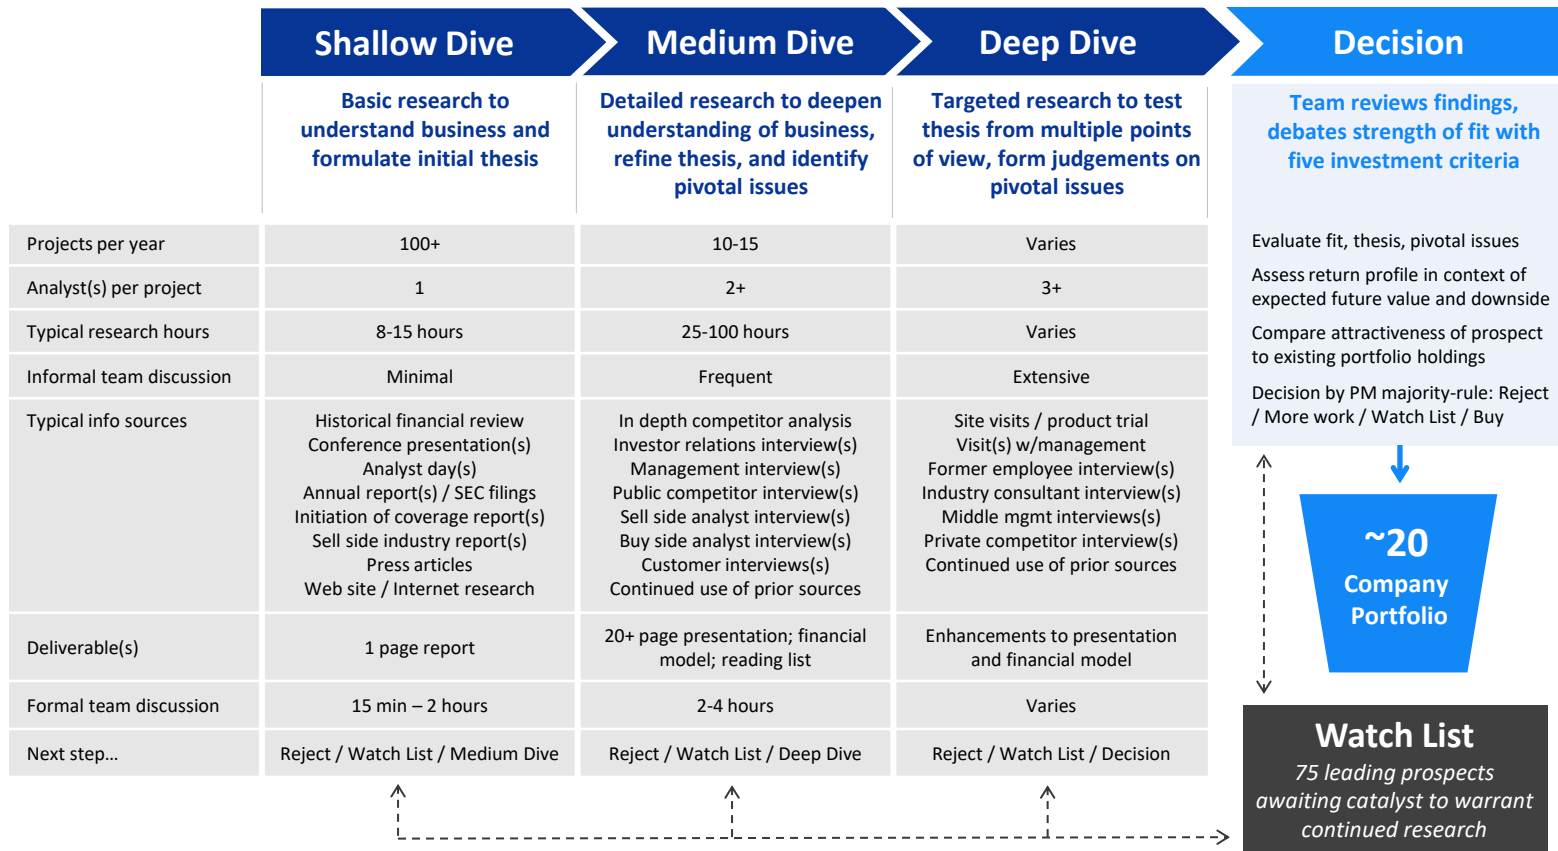 Shallow Dive
Medium Dive
Deep Dive
Decision
Basic research to
understand business and
formulate initial thesis
Detailed research to deepen
understanding of business,
refine thesis, and identify
pivotal issues
Targeted research to test
thesis from multiple points
of view, form judgements on
pivotal issues
Team reviews findings,
debates strength of fit with
five investment criteria
Projects per year
100+
10-15
Varies
Analyst(s) per project
1
2+
3+
Typical research hours
8-15 hours
25-100 hours
Varies
Informal team discussion
Minimal
Frequent
Extensive
Typical info sources
Historical financial review
Conference presentation(s)
Analyst day(s)
Annual report(s) / SEC filings
Initiation of coverage report(s)
Sell side industry report(s)
Press articles
Web site / Internet research
In depth competitor analysis
Investor relations interview(s)
Management interview(s)
Public competitor interview(s)
Sell side analyst interview(s)
Buy side analyst interview(s)
Customer interviews(s)
Continued use of prior sources
Site visits / product trial
Visit(s) w/management
Former employee interview(s)
Industry consultant interview(s)
Middle mgmt interviews(s)
Private competitor interview(s)
Continued use of prior sources
Deliverable(s)
1 page report
20+ page presentation; financial
model; reading list
Enhancements to presentation
and financial model
Formal team discussion
15 min – 2 hours
2-4 hours
Varies
Next step...
Reject / Watch List / Medium Dive
Reject / Watch List / Deep Dive
Reject / Watch List / Decision
Evaluate fit, thesis, pivotal issues
Assess return profile in context of
expected future value and downside
Compare attractiveness of prospect
to existing portfolio holdings
Decision by PM majority-rule: Reject
/ More work / Watch List / Buy
~20
Company
Portfolio
Watch List
75 leading prospects
awaiting catalyst to warrant
continued research